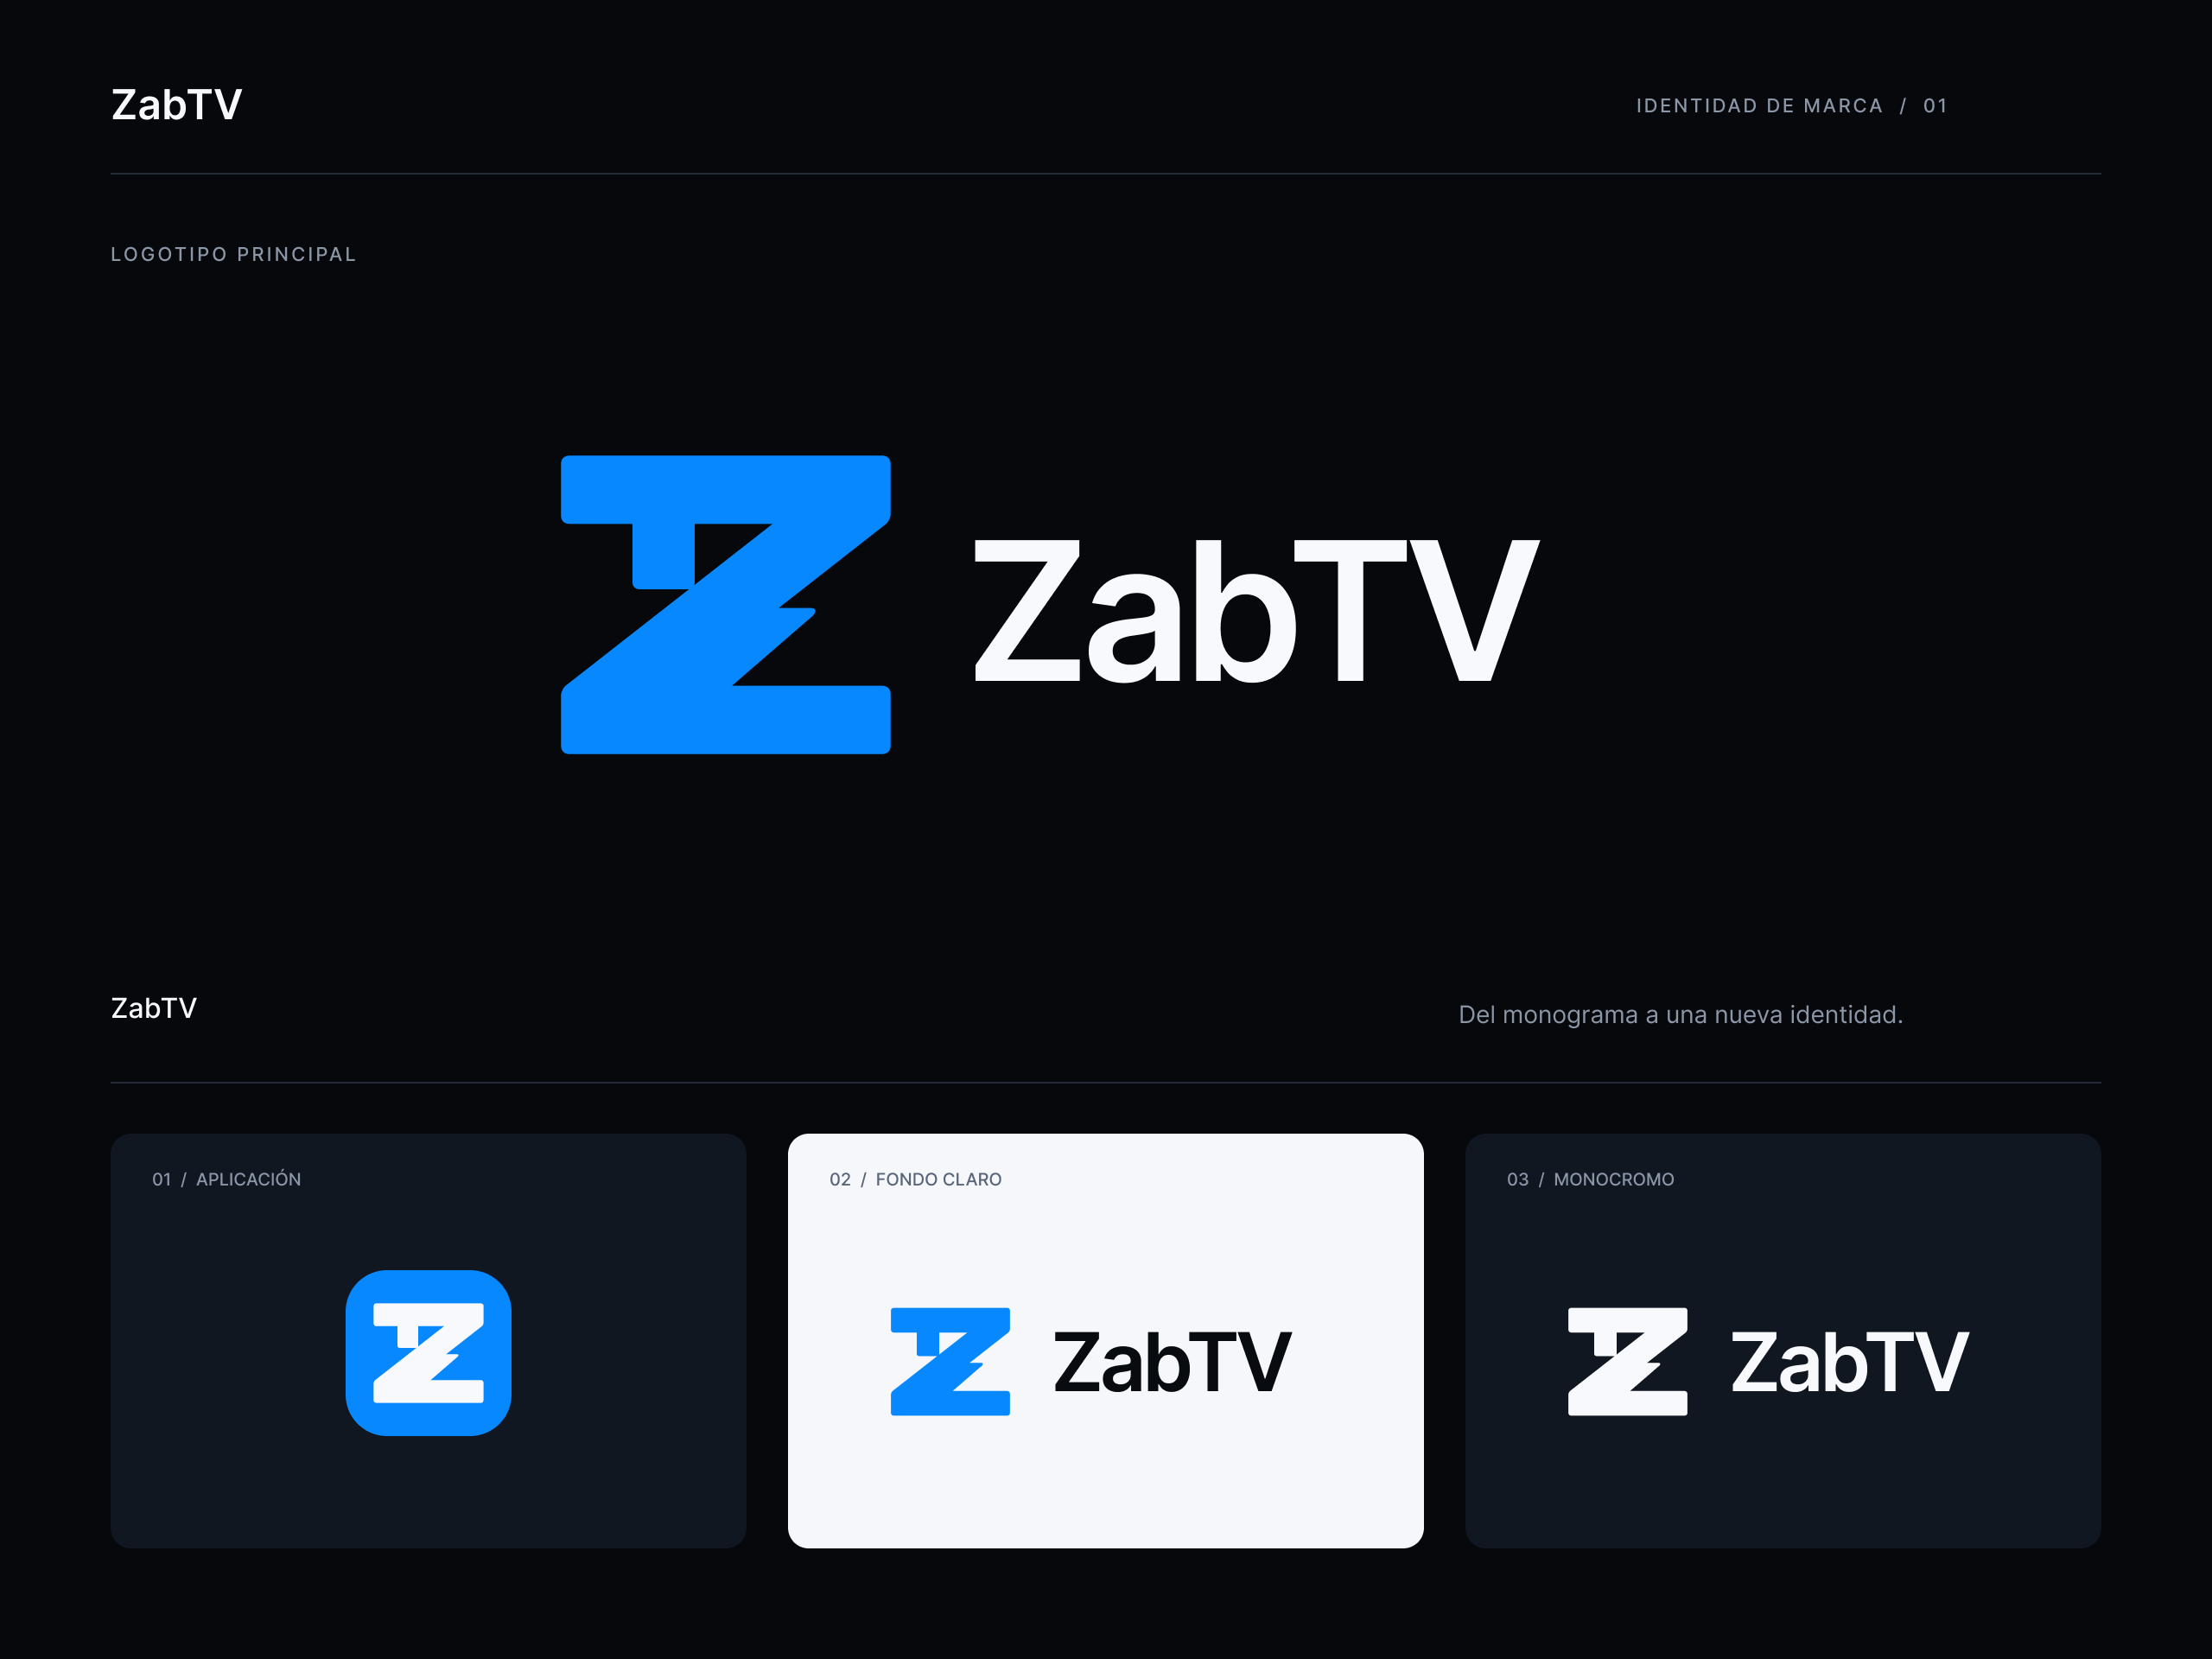 ZabTV
IDENTIDAD DE MARCA / 01
LOGOTIPO PRINCIPAL
ZabTV
ZabTV
Del monograma a una nueva identidad.
01 / APLICACIÓN
02 / FONDO CLARO
ZabTV
03 / MONOCROMO
ZabTV